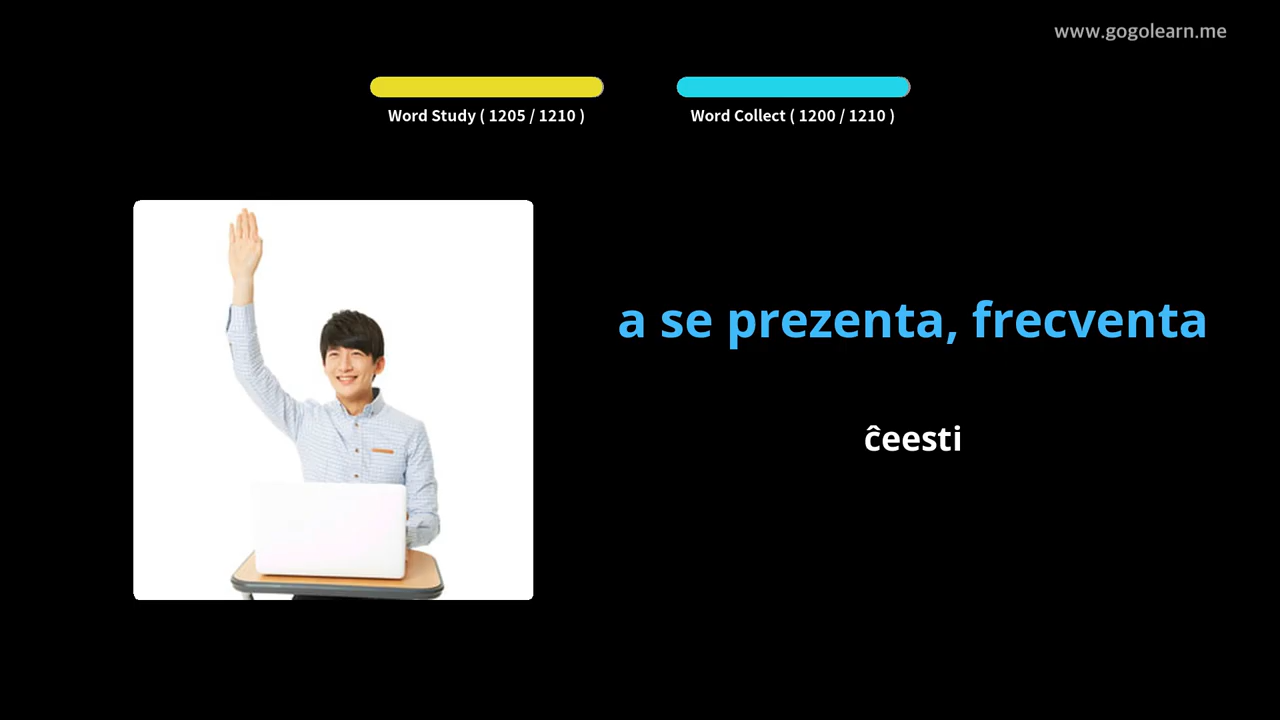 www.gogolearn.me
Word Study ( 1205 / 1210 )
Word Collect ( 1200 / 1210 )
a se prezenta, frecventa
ĉeesti